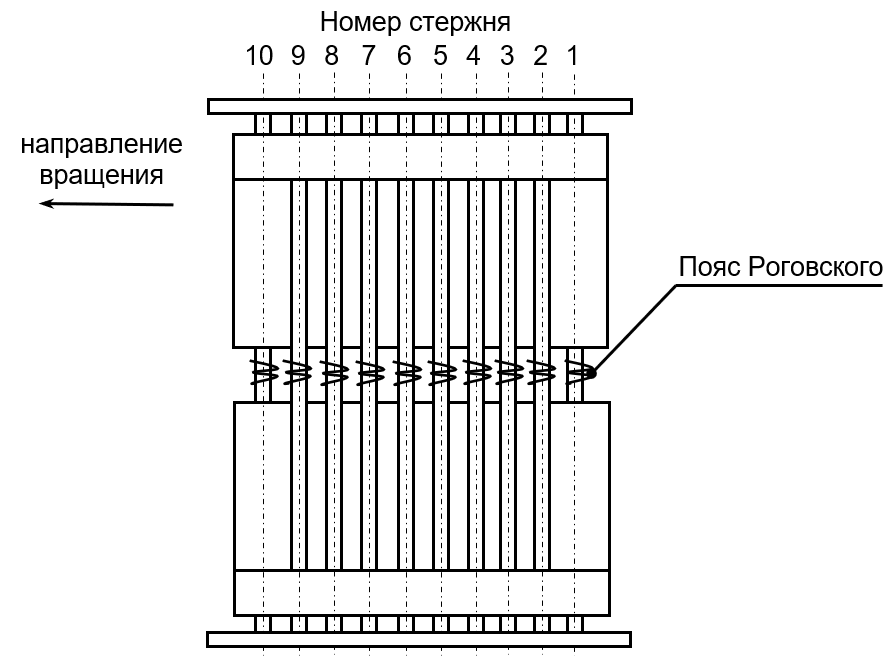 Номер стержня
10 9 8 7 6 5 4 3 2 1
направление
вращения
Пояс Роговского